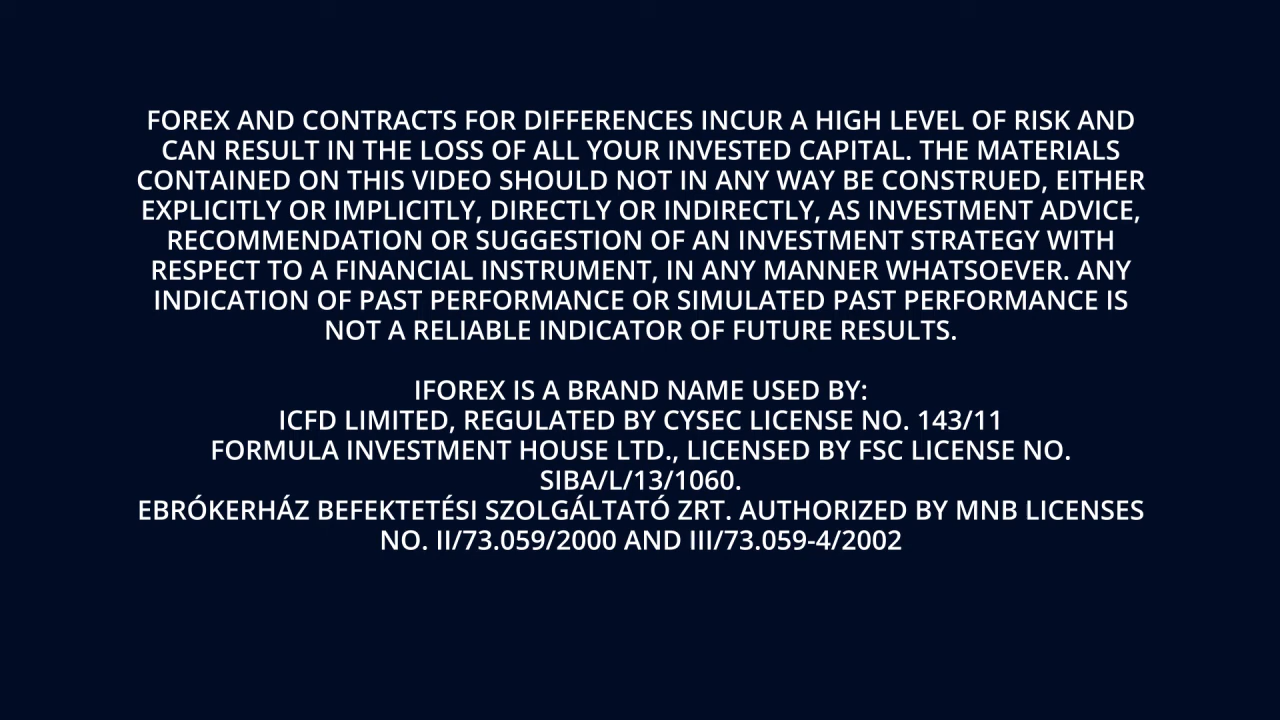 FOREX AND CONTRACTS FOR DIFFERENCES INCUR A HIGH LEVEL OF RISK AND
CAN RESULT IN THE LOSS OF ALL YOUR INVESTED CAPITAL. THE MATERIALS
CONTAINED ON THIS VIDEO SHOULD NOT IN ANY WAY BE CONSTRUED, EITHER
EXPLICITLY OR IMPLICITLY, DIRECTLY OR INDIRECTLY, AS INVESTMENT ADVICE,
RECOMMENDATION OR SUGGESTION OF AN INVESTMENT STRATEGY WITH
RESPECT TO A FINANCIAL INSTRUMENT, IN ANY MANNER WHATSOEVER. ANY
INDICATION OF PAST PERFORMANCE OR SIMULATED PAST PERFORMANCE IS
NOT A RELIABLE INDICATOR OF FUTURE RESULTS.
IFOREX IS A BRAND NAME USED BY:
ICFD LIMITED, REGULATED BY CYSEC LICENSE NO. 143/11
FORMULA INVESTMENT HOUSE LTD., LICENSED BY FSC LICENSE NO.
SIBA/L/13/1060.
EBRÓKERHÁZ BEFEKTETÉSI SZOLGÁLTATÓ ZRT. AUTHORIZED BY MNB LICENSES
NO. II/73.059/2000 AND III/73.059-4/2002